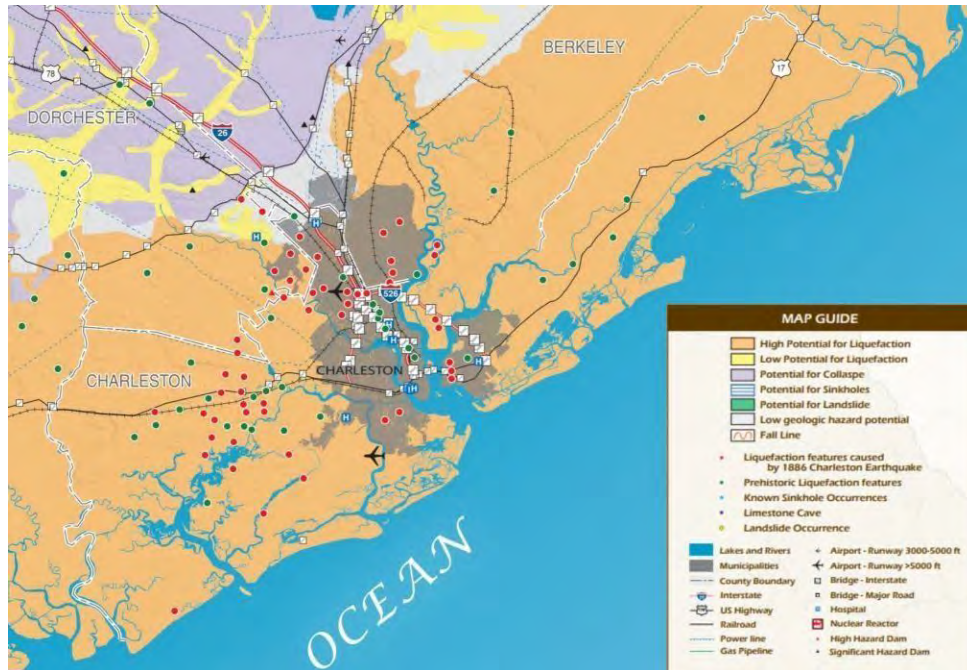 BERKELEY
17
78
DORCHESTER
26
526
H
H
H
H
H
H
CHARLESTON
CHARLESTON
OCEAN
MAP GUIDE
High Potential for Liquefaction
Low Potential for Liquefaction
Potential for Collaspe
Potential for Sinkholes
Potential for Landslide
Low geologic hazard potential
Fall Line
Liquefaction features caused
by 1886 Charleston Earthquake
Prehistoric Liquefaction features
Known Sinkhole Occurrences
Limestone Cave
Landslide Occurrence
Lakes and Rivers
Municipalities
County Boundary
Interstate
US Highway
Railroad
Power line
Gas Pipeline
Airport - Runway 3000-5000 ft
Airport - Runway >5000 ft
Bridge - Interstate
Bridge - Major Road
Hospital
Nuclear Reactor
High Hazard Dam
Significant Hazard Dam